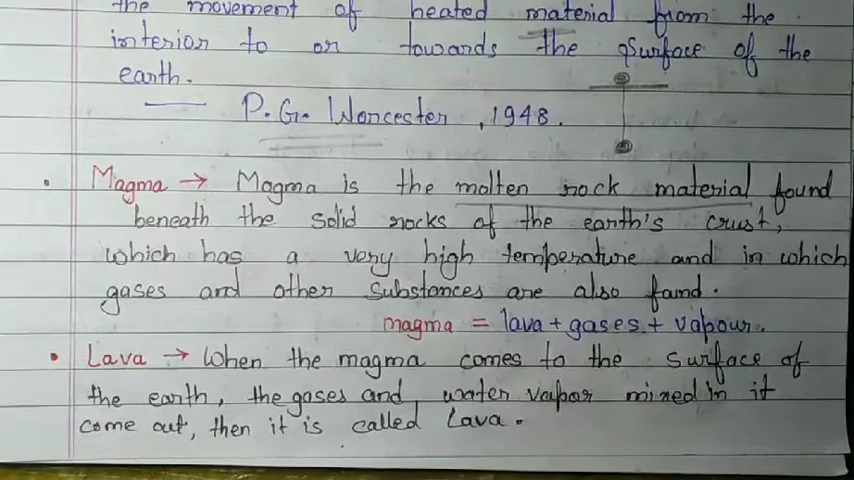 the movement of heated material from the
interior to or towards the surface of the
earth.
— P.G. Worcester, 1948.
• Magma → Magma is the molten rock material found
beneath the solid rocks of the earth's crust,
which has a very high temperature and in which
gases and other substances are also found.
magma = lava + gases + vapour.
• Lava → When the magma comes to the surface of
the earth, the gases and water vapor mixed in it
come out, then it is called Lava.